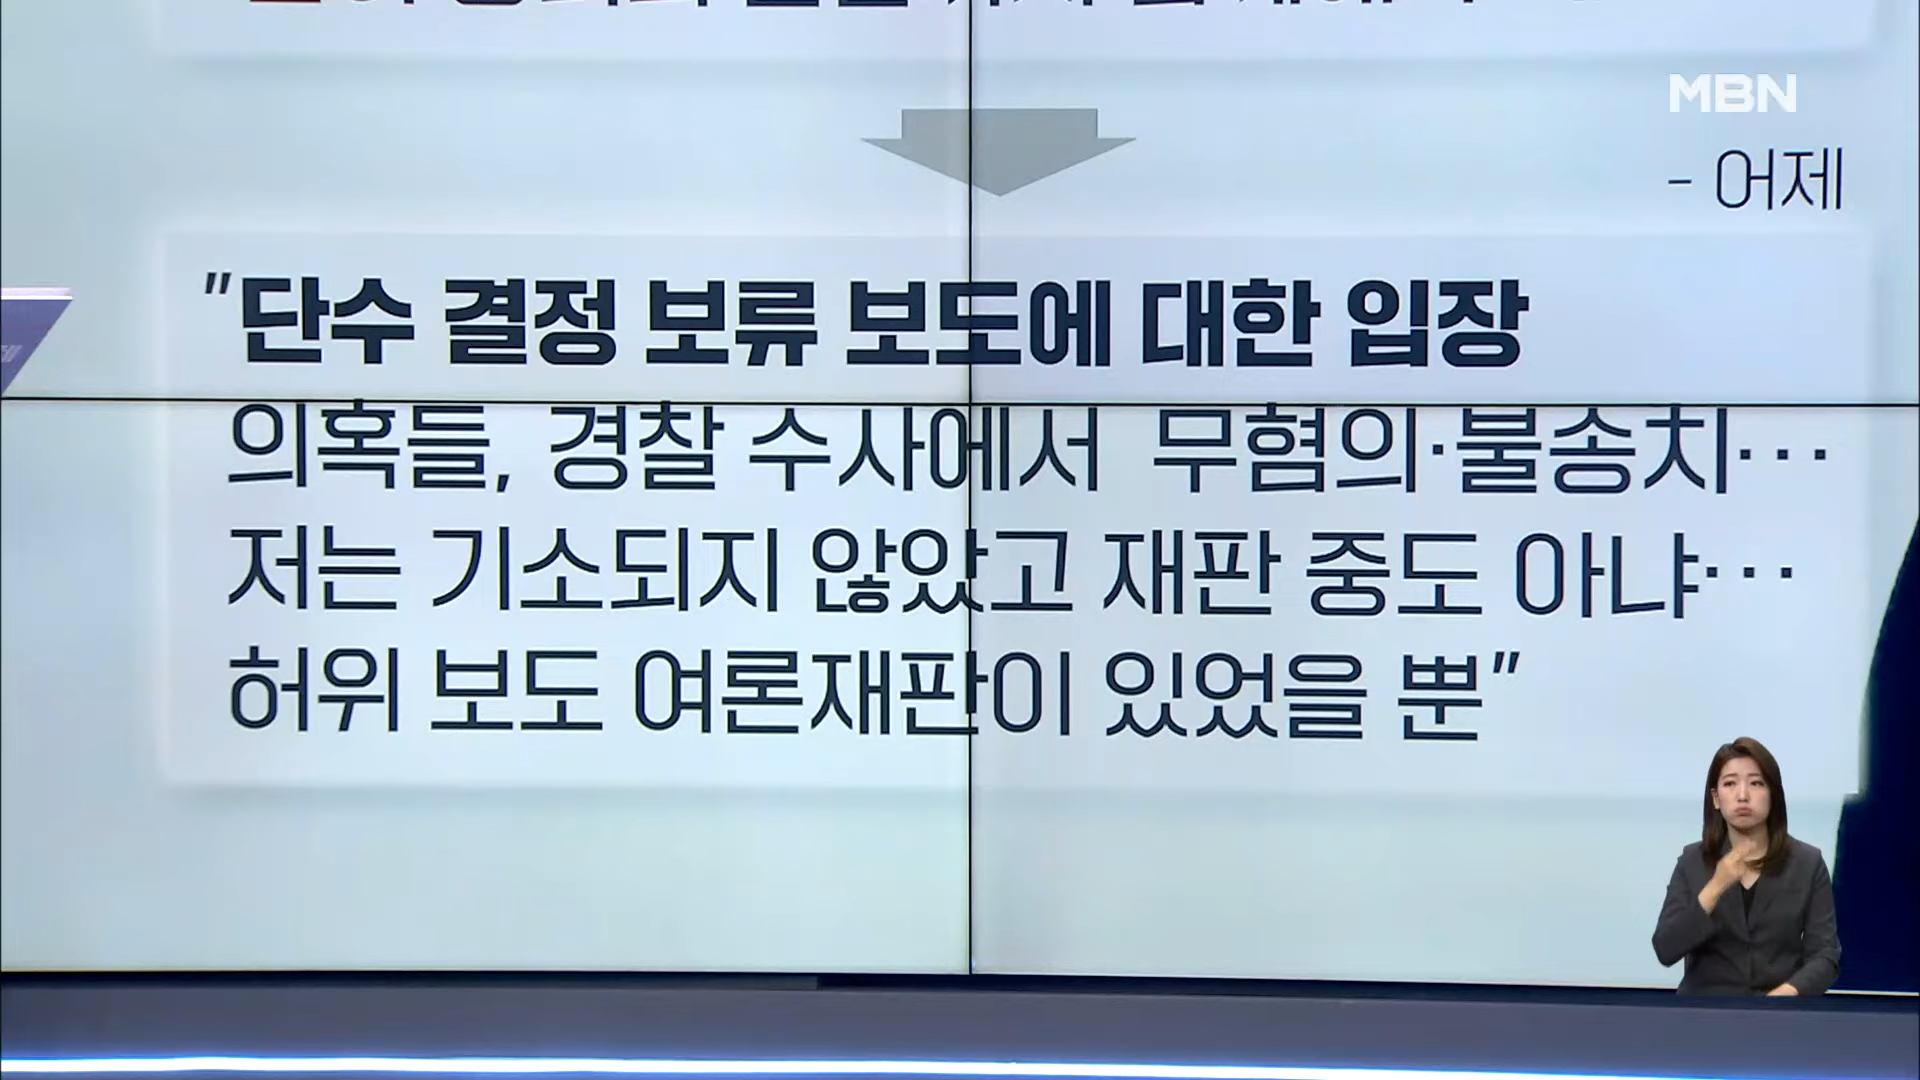 MBN
- 어제
"단수 결정 보류 보도에 대한 입장
의혹들, 경찰 수사에서 무혐의·불송치…
저는 기소되지 않았고 재판 중도 아냐…
허위 보도 여론재판이 있었을 뿐"